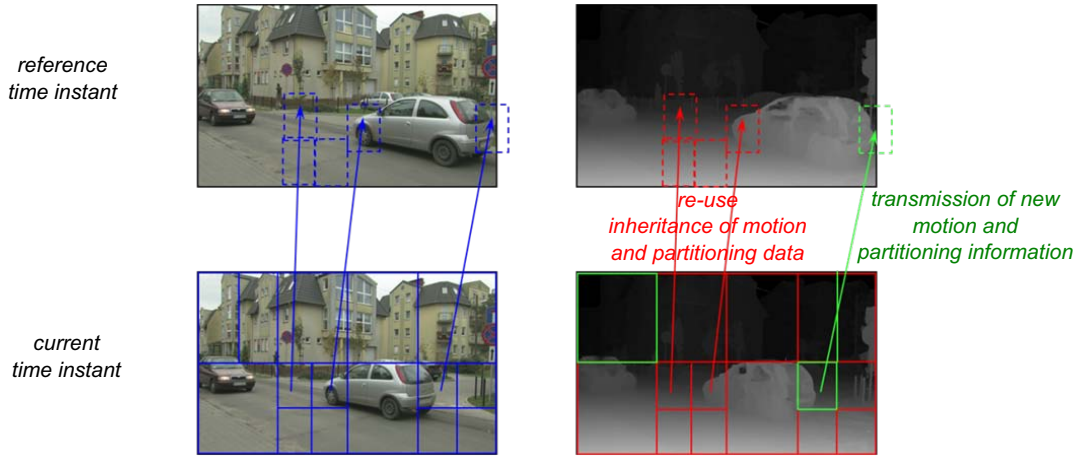 reference
time instant
re-use
inheritance of motion
and partitioning data
transmission of new
motion and
partitioning information
current
time instant